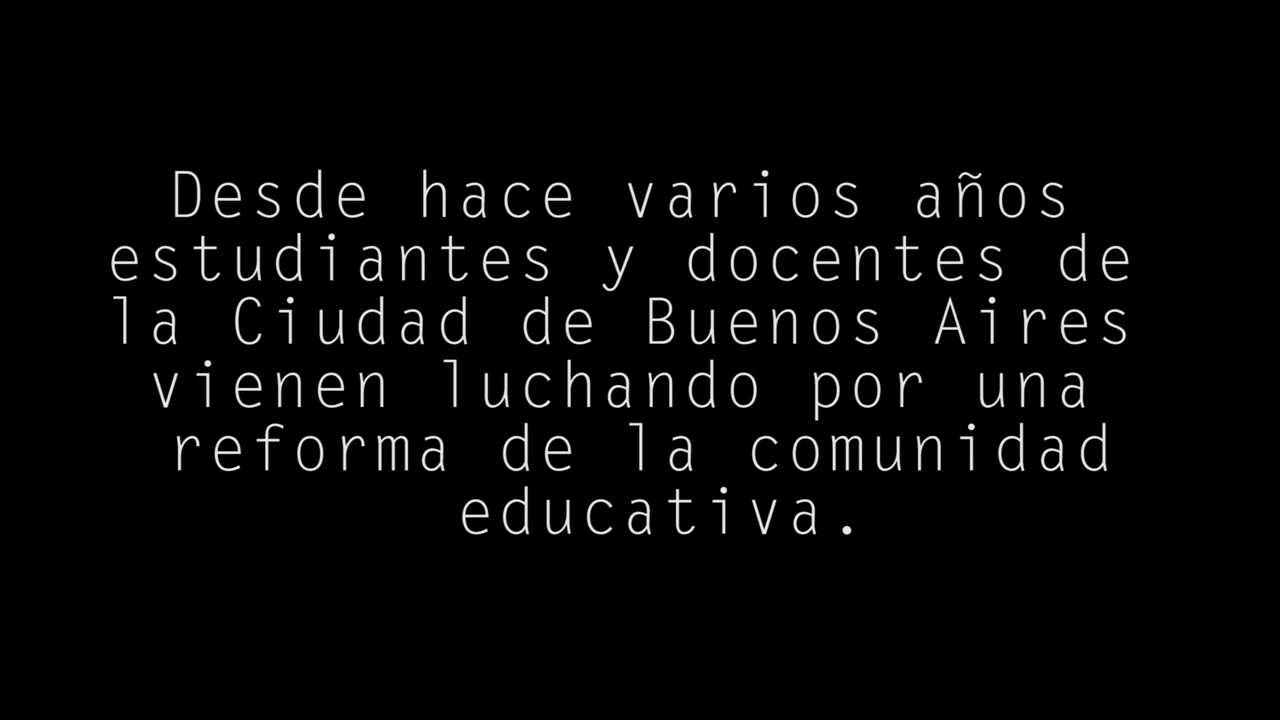 Desde hace varios años
estudiantes y docentes de
la Ciudad de Buenos Aires
vienen luchando por una
reforma de la comunidad
educativa.